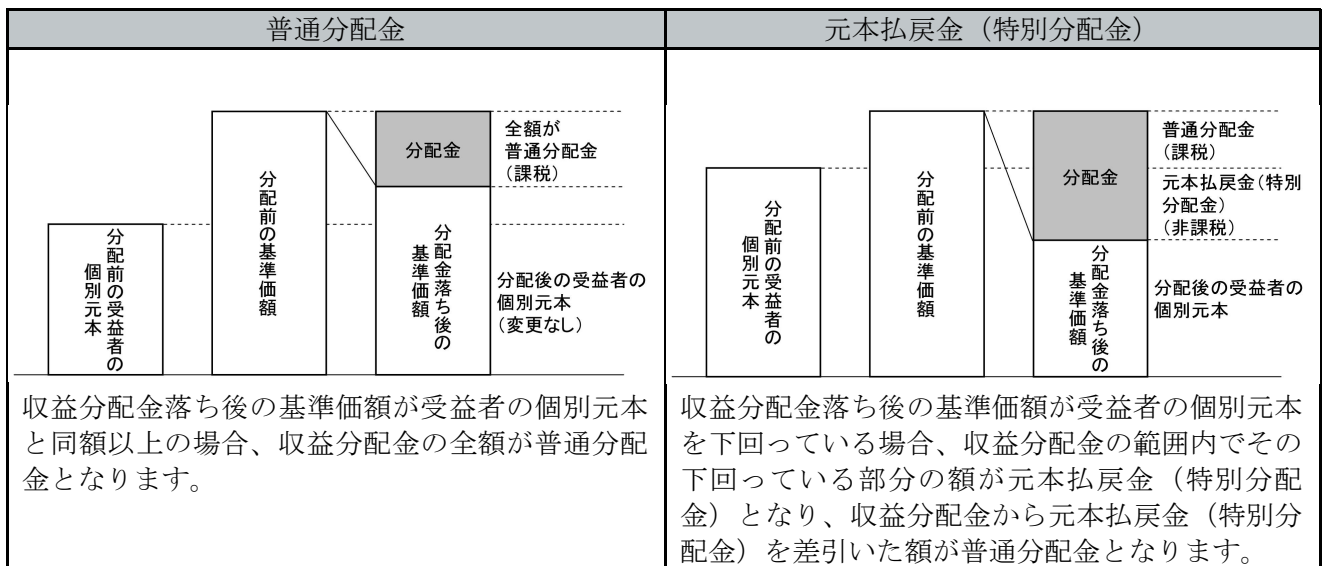 普通分配金
分配前の受益者の
個別元本
分配前の基準価額
分配金
分配金落ち後の
基準価額
全額が
普通分配金
（課税）
分配後の受益者の
個別元本
（変更なし）
収益分配金落ち後の基準価額が受益者の個別元本
と同額以上の場合、収益分配金の全額が普通分配
金となります。
元本払戻金（特別分配金）
分配前の受益者の
個別元本
分配前の基準価額
分配金
分配金落ち後の
基準価額
普通分配金
（課税）
元本払戻金（特別
分配金）
（非課税）
分配後の受益者の
個別元本
収益分配金落ち後の基準価額が受益者の個別元本
を下回っている場合、収益分配金の範囲内でその
下回っている部分の額が元本払戻金（特別分配
金）となり、収益分配金から元本払戻金（特別分
配金）を差引いた額が普通分配金となります。